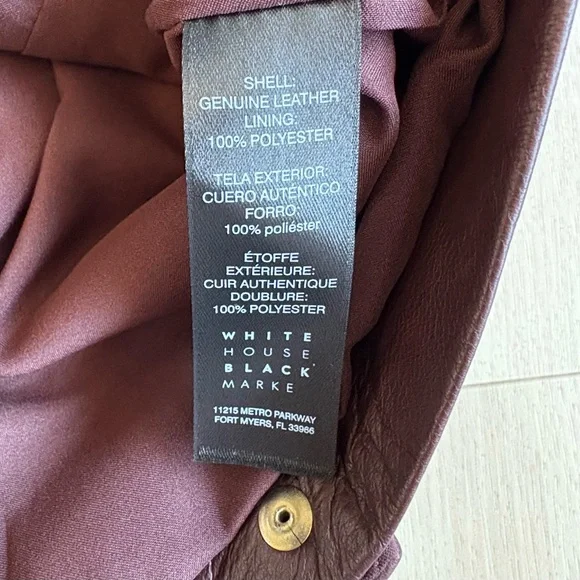 SHELL:
GENUINE LEATHER
LINING:
100% POLYESTER
TELA EXTERIOR:
CUERO AUTÉNTICO
FORRO:
100% poliéster
ÉTOFFE
EXTÉRIEURE:
CUIR AUTHENTIQUE
DOUBLURE:
100% POLYESTER
WHITE
HOUSE
BLACK
MARKE
11215 METRO PARKWAY
FORT MYERS, FL 33966